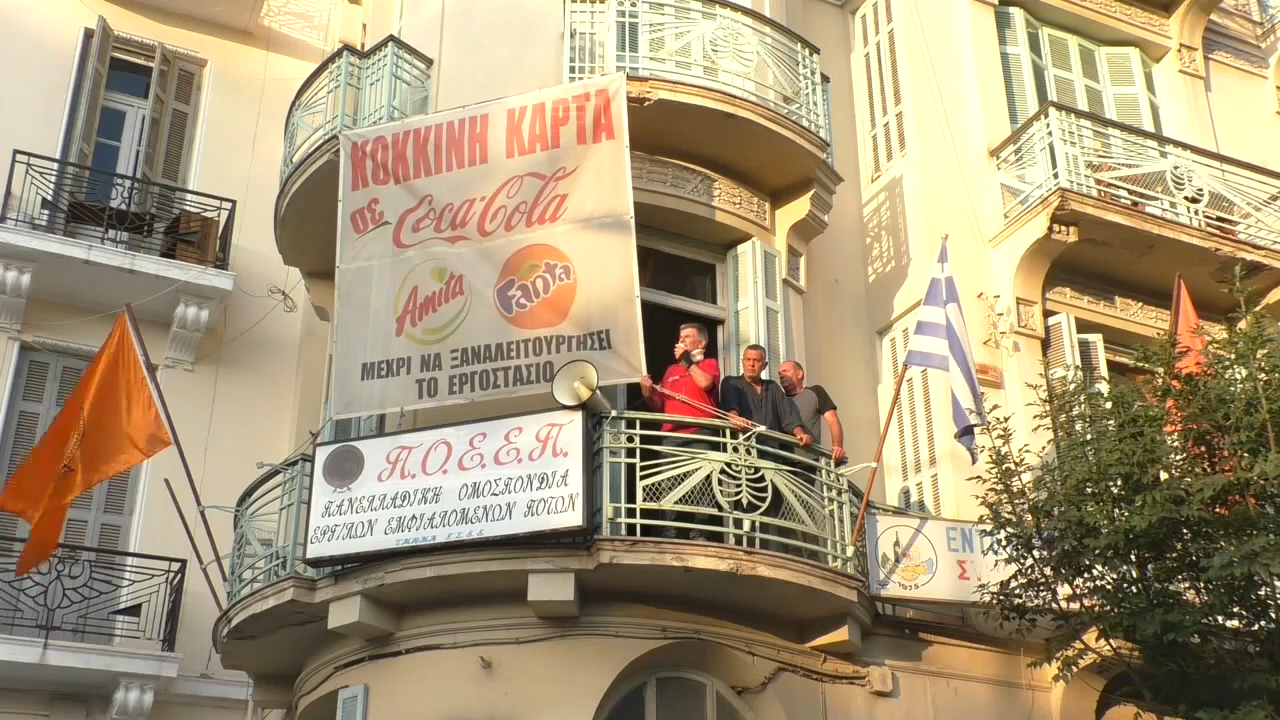 ΚΟΚΚΙΝΗ ΚΑΡΤΑ
σε Coca-Cola
Amita Fanta
ΜΕΧΡΙ ΝΑ ΞΑΝΑΛΕΙΤΟΥΡΓΗΣΕΙ
ΤΟ ΕΡΓΟΣΤΑΣΙΟ
Π.Ο.Ε.Ε.Π.
ΠΑΝΕΛΛΑΔΙΚΗ ΟΜΟΣΠΟΝΔΙΑ
ΕΡΓ/ΛΩΝ ΕΜΦΙΑΛΟΜΕΝΩΝ ΠΟΤΩΝ
ΤΜΗΜΑ Γ.Σ.Ε.Ε.
1975